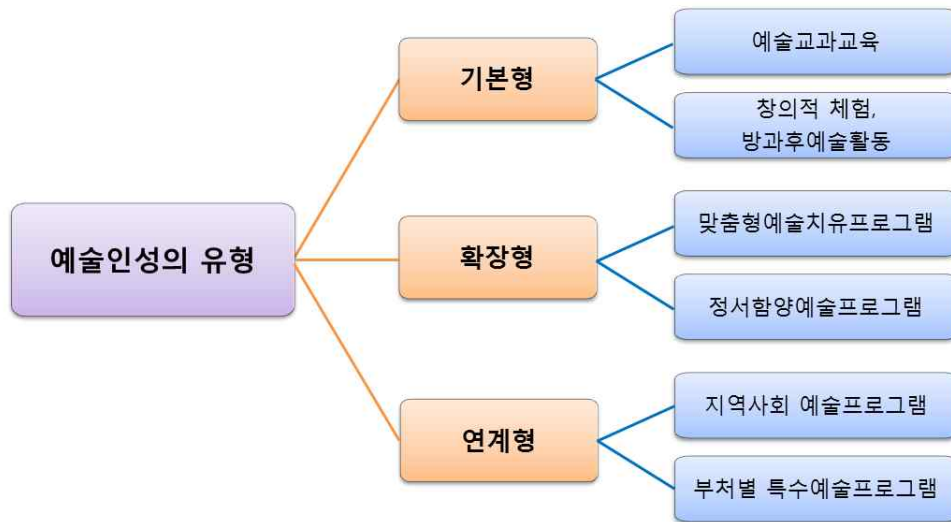 예술인성의 유형
기본형
예술교과교육
창의적 체험,
방과후예술활동
확장형
맞춤형예술치유프로그램
정서함양예술프로그램
연계형
지역사회 예술프로그램
부처별 특수예술프로그램